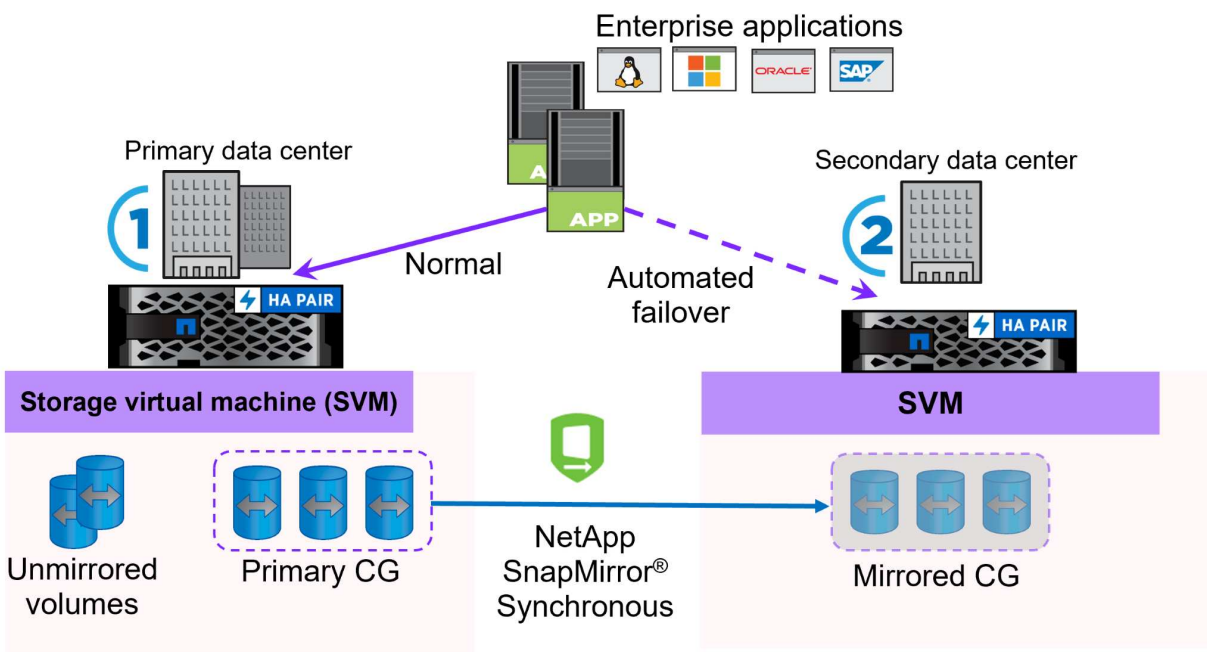 Enterprise applications
ORACLE
SAP
Primary data center
Secondary data center
1
A
APP
2
Normal
Automated
failover
HA PAIR
HA PAIR
Storage virtual machine (SVM)
SVM
Unmirrored
volumes
Primary CG
NetApp
SnapMirror®
Synchronous
Mirrored CG